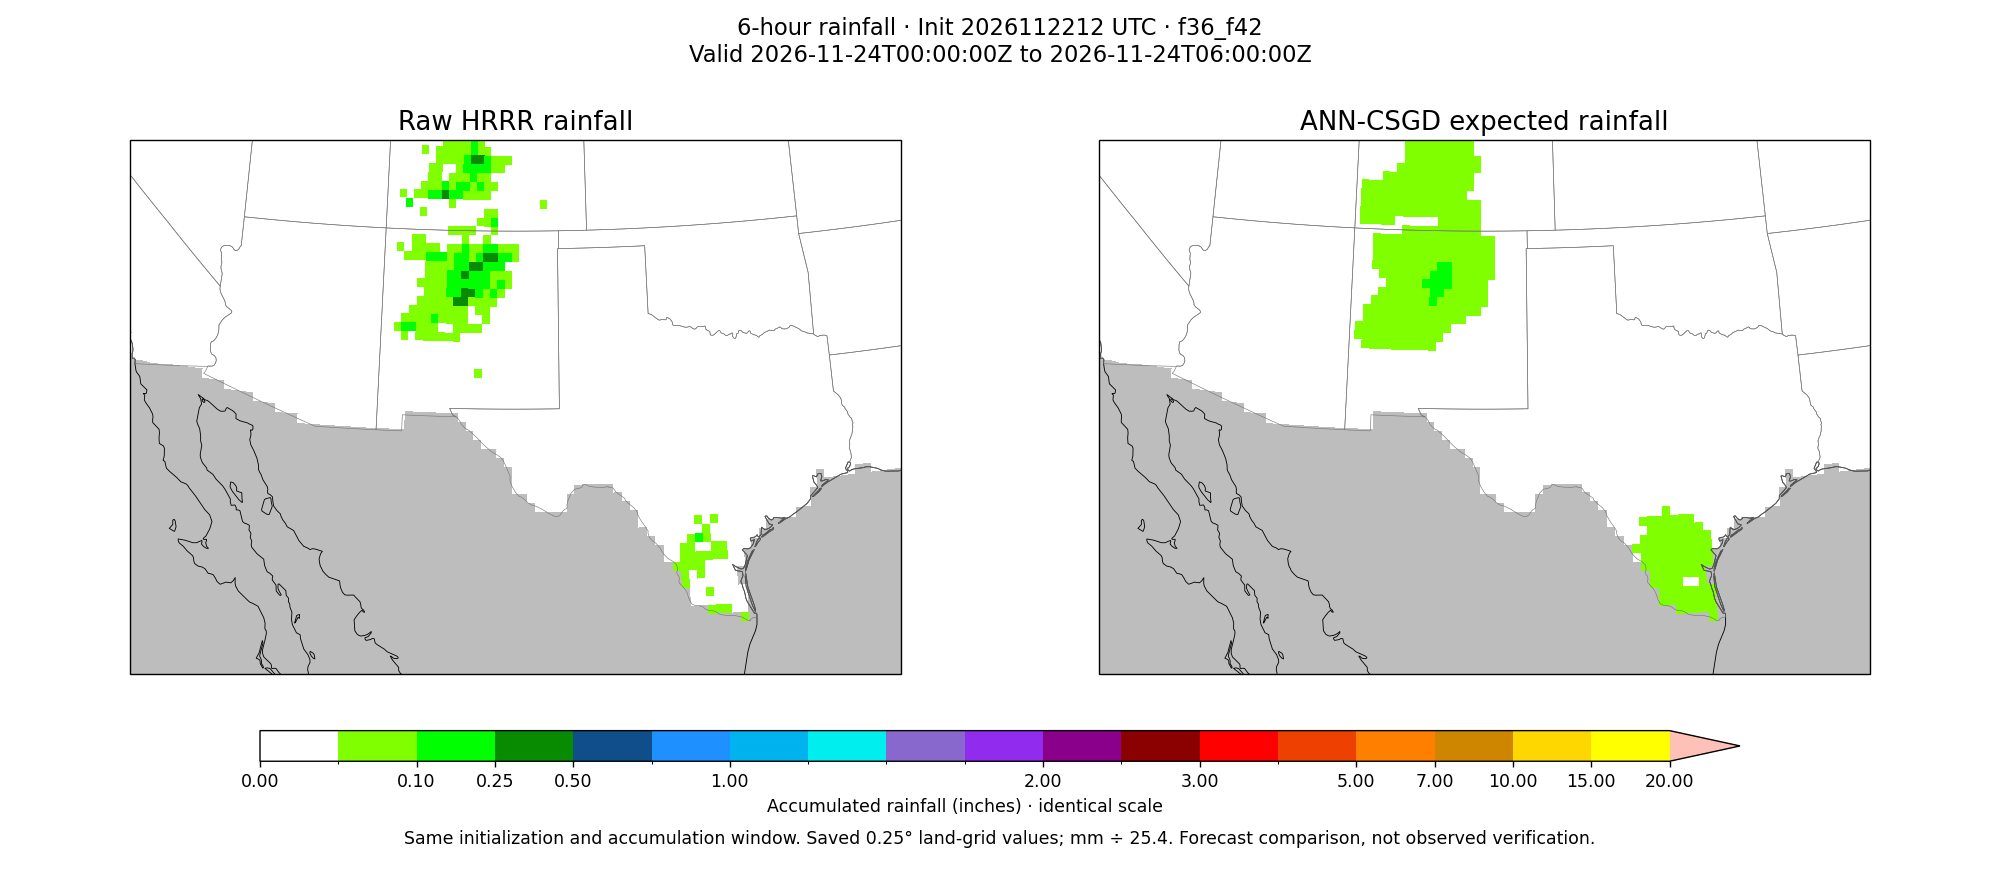 6-hour rainfall · Init 2026112212 UTC · f36_f42
Valid 2026-11-24T00:00:00Z to 2026-11-24T06:00:00Z
Raw HRRR rainfall
ANN-CSGD expected rainfall
0.00 0.10 0.25 0.50 1.00 2.00 3.00 5.00 7.00 10.00 15.00 20.00
Accumulated rainfall (inches) · identical scale
Same initialization and accumulation window. Saved 0.25° land-grid values; mm ÷ 25.4. Forecast comparison, not observed verification.